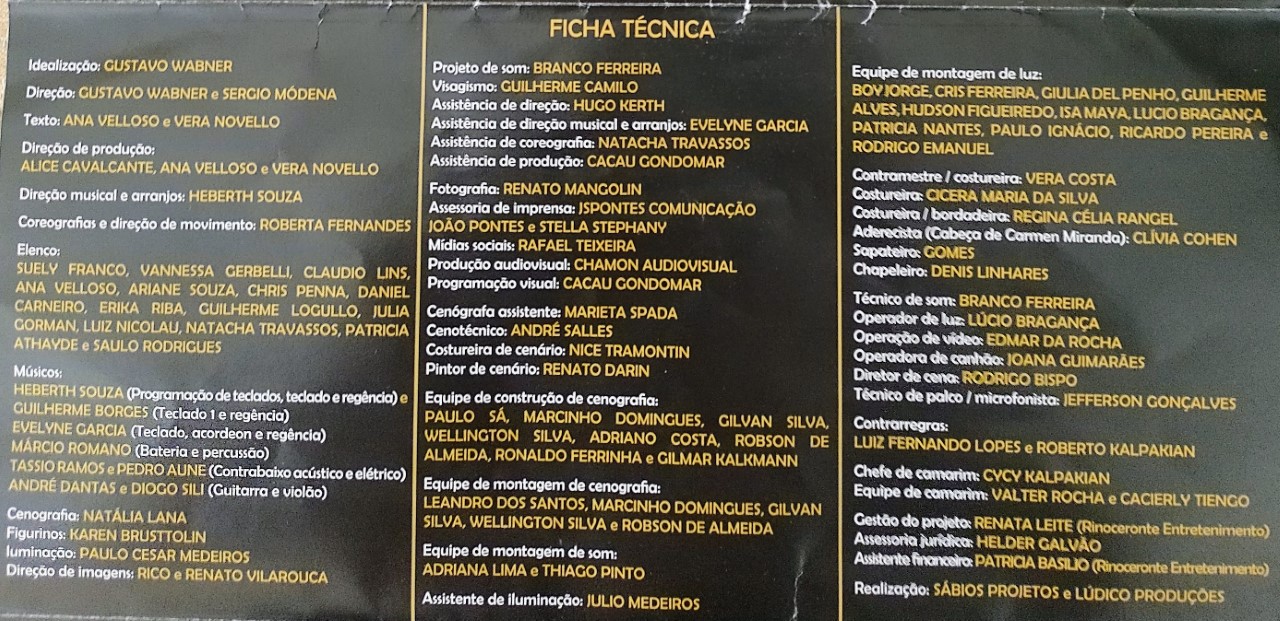 FICHA TÉCNICA
Idealização: GUSTAVO WABNER
Direção: GUSTAVO WABNER e SERGIO MÓDENA
Texto: ANA VELLOSO e VERA NOVELLO
Direção de produção:
ALICE CAVALCANTE, ANA VELLOSO e VERA NOVELLO
Direção musical e arranjos: HEBERTH SOUZA
Coreografias e direção de movimento: ROBERTA FERNANDES
Elenco:
SUELY FRANCO, VANNESSA GERBELLI, CLAUDIO LINS,
ANA VELLOSO, ARIANE SOUZA, CHRIS PENNA, DANIEL
CARNEIRO, ERIKA RIBA, GUILHERME LOGULLO, JULIA
GORMAN, LUIZ NICOLAU, NATACHA TRAVASSOS, PATRICIA
ATHAYDE e SAULO RODRIGUES
Músicos:
HEBERTH SOUZA (Programação de teclados, teclado e regência) e
GUILHERME BORGES (Teclado 1 e regência)
EVELYNE GARCIA (Teclado, acordeon e regência)
MÁRCIO ROMANO (Bateria e percussão)
TASSIO RAMOS e PEDRO AUNE (Contrabaixo acústico e elétrico)
ANDRÉ DANTAS e DIOGO SILI (Guitarra e violão)
Cenografia: NATÁLIA LANA
Figurinos: KAREN BRUSTTOLIN
Iluminação: PAULO CESAR MEDEIROS
Direção de imagens: RICO e RENATO VILAROUCA
Projeto de som: BRANCO FERREIRA
Visagismo: GUILHERME CAMILO
Assistência de direção: HUGO KERTH
Assistência de direção musical e arranjos: EVELYNE GARCIA
Assistência de coreografia: NATACHA TRAVASSOS
Assistência de produção: CACAU GONDOMAR
Fotografia: RENATO MANGOLIN
Assessoria de imprensa: JSPONTES COMUNICAÇÃO
JOÃO PONTES e STELLA STEPHANY
Mídias sociais: RAFAEL TEIXEIRA
Produção audiovisual: CHAMON AUDIOVISUAL
Programação visual: CACAU GONDOMAR
Cenógrafa assistente: MARIETA SPADA
Cenotécnico: ANDRÉ SALLES
Costureira de cenário: NICE TRAMONTIN
Pintor de cenário: RENATO DARIN
Equipe de construção de cenografia:
PAULO SÁ, MARCINHO DOMINGUES, GILVAN SILVA,
WELLINGTON SILVA, ADRIANO COSTA, ROBSON DE
ALMEIDA, RONALDO FERRINHA e GILMAR KALKMANN
Equipe de montagem de cenografia:
LEANDRO DOS SANTOS, MARCINHO DOMINGUES, GILVAN
SILVA, WELLINGTON SILVA e ROBSON DE ALMEIDA
Equipe de montagem de som:
ADRIANA LIMA e THIAGO PINTO
Assistente de iluminação: JULIO MEDEIROS
Equipe de montagem de luz:
BOY JORGE, CRIS FERREIRA, GIULIA DEL PENHO, GUILHERME
ALVES, HUDSON FIGUEIREDO, ISA MAYA, LUCIO BRAGANÇA,
PATRICIA NANTES, PAULO IGNÁCIO, RICARDO PEREIRA e
RODRIGO EMANUEL
Contramestre / costureira: VERA COSTA
Costureira: CICERA MARIA DA SILVA
Costureira / bordadeira: REGINA CÉLIA RANGEL
Aderecista (Cabeça de Carmen Miranda): CLÍVIA COHEN
Sapateiro: GOMES
Chapeleiro: DENIS LINHARES
Técnico de som: BRANCO FERREIRA
Operador de luz: LÚCIO BRAGANÇA
Operação de vídeo: EDMAR DA ROCHA
Operadora de canhão: JOANA GUIMARÃES
Diretor de cena: RODRIGO BISPO
Técnico de palco / microfonista: JEFFERSON GONÇALVES
Contrarregras:
LUIZ FERNANDO LOPES e ROBERTO KALPAKIAN
Chefe de camarim: CYCY KALPAKIAN
Equipe de camarim: VALTER ROCHA e CACIERLY TIENGO
Gestão do projeto: RENATA LEITE (Rinoceronte Entretenimento)
Assessoria jurídica: HELDER GALVÃO
Assistente financeiro: PATRICIA BASILIO (Rinoceronte Entretenimento)
Realização: SÁBIOS PROJETOS e LÚDICO PRODUÇÕES